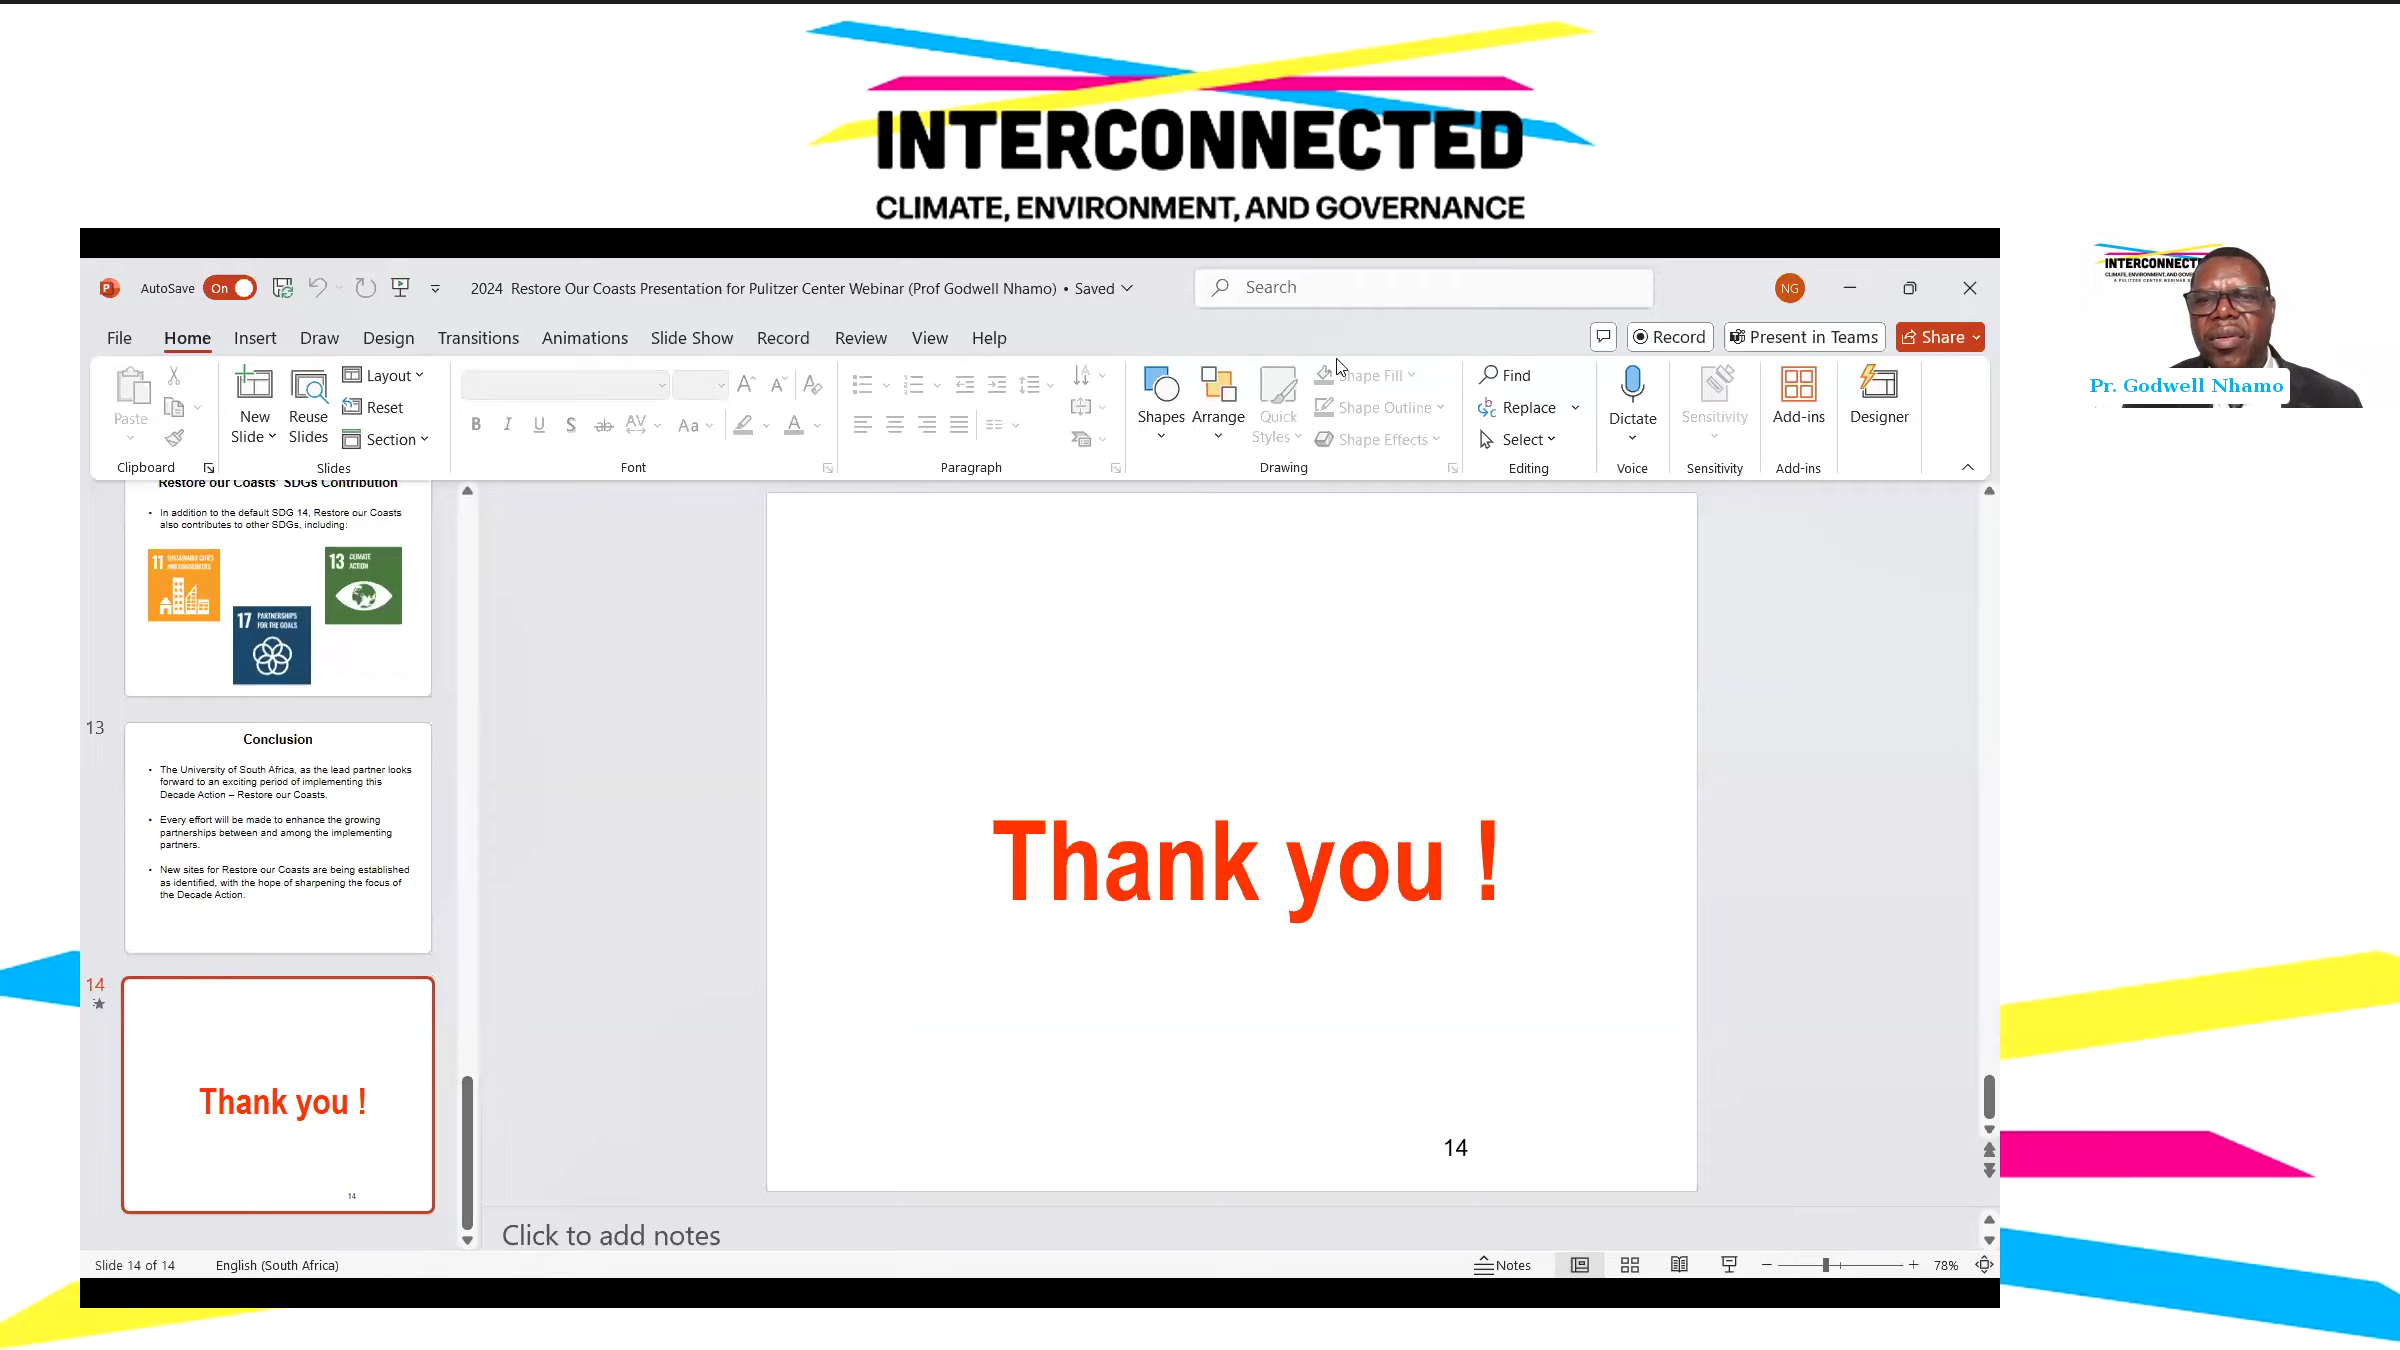 INTERCONNECTED
CLIMATE, ENVIRONMENT, AND GOVERNANCE
AutoSave On 2024 Restore Our Coasts Presentation for Pulitzer Center Webinar (Prof Godwell Nhamo) • Saved Search NG
File Home Insert Draw Design Transitions Animations Slide Show Record Review View Help Record Present in Teams Share
Paste New Slide Reuse Slides Layout Reset Section
B I U S ab AV Aa A
Shapes Arrange Quick Styles Shape Fill Shape Outline Shape Effects
Find Replace Select
Dictate Sensitivity Add-ins Designer
Clipboard Slides Font Paragraph Drawing Editing Voice Sensitivity Add-ins
INTERCONNECT
Pr. Godwell Nhamo
Restore our Coasts' SDGs Contribution
• In addition to the default SDG 14, Restore our Coasts
also contributes to other SDGs, including:
11 SUSTAINABLE CITIES
AND COMMUNITIES
13 CLIMATE
ACTION
17 PARTNERSHIPS
FOR THE GOALS
13
Conclusion
• The University of South Africa, as the lead partner looks
forward to an exciting period of implementing this
Decade Action – Restore our Coasts.
• Every effort will be made to enhance the growing
partnerships between and among the implementing
partners.
• New sites for Restore our Coasts are being established
as identified, with the hope of sharpening the focus of
the Decade Action.
14
Thank you !
14
Thank you !
14
Click to add notes
Slide 14 of 14 English (South Africa) Notes 78%